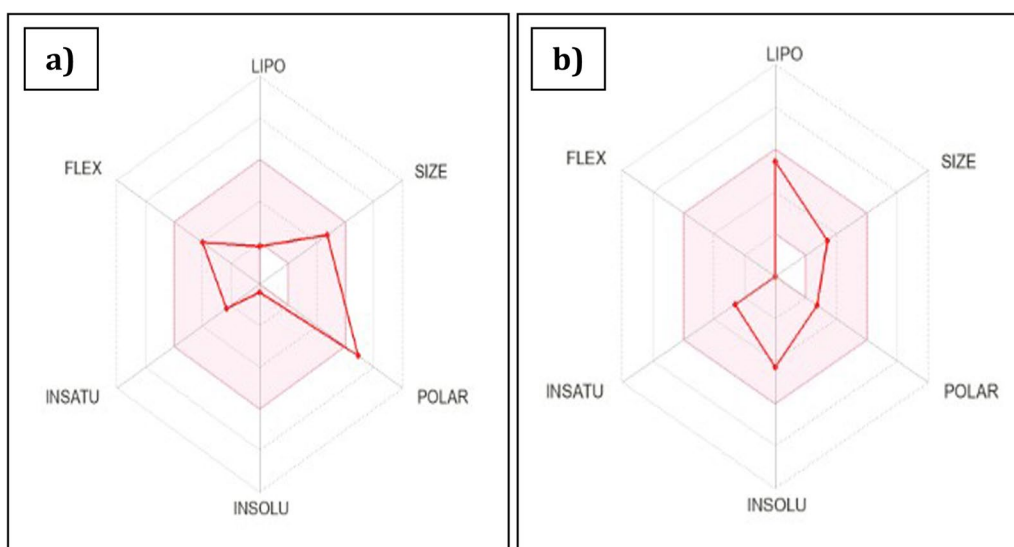 a)
LIPO
FLEX
SIZE
INSATU
POLAR
INSOLU
b)
LIPO
FLEX
SIZE
INSATU
POLAR
INSOLU